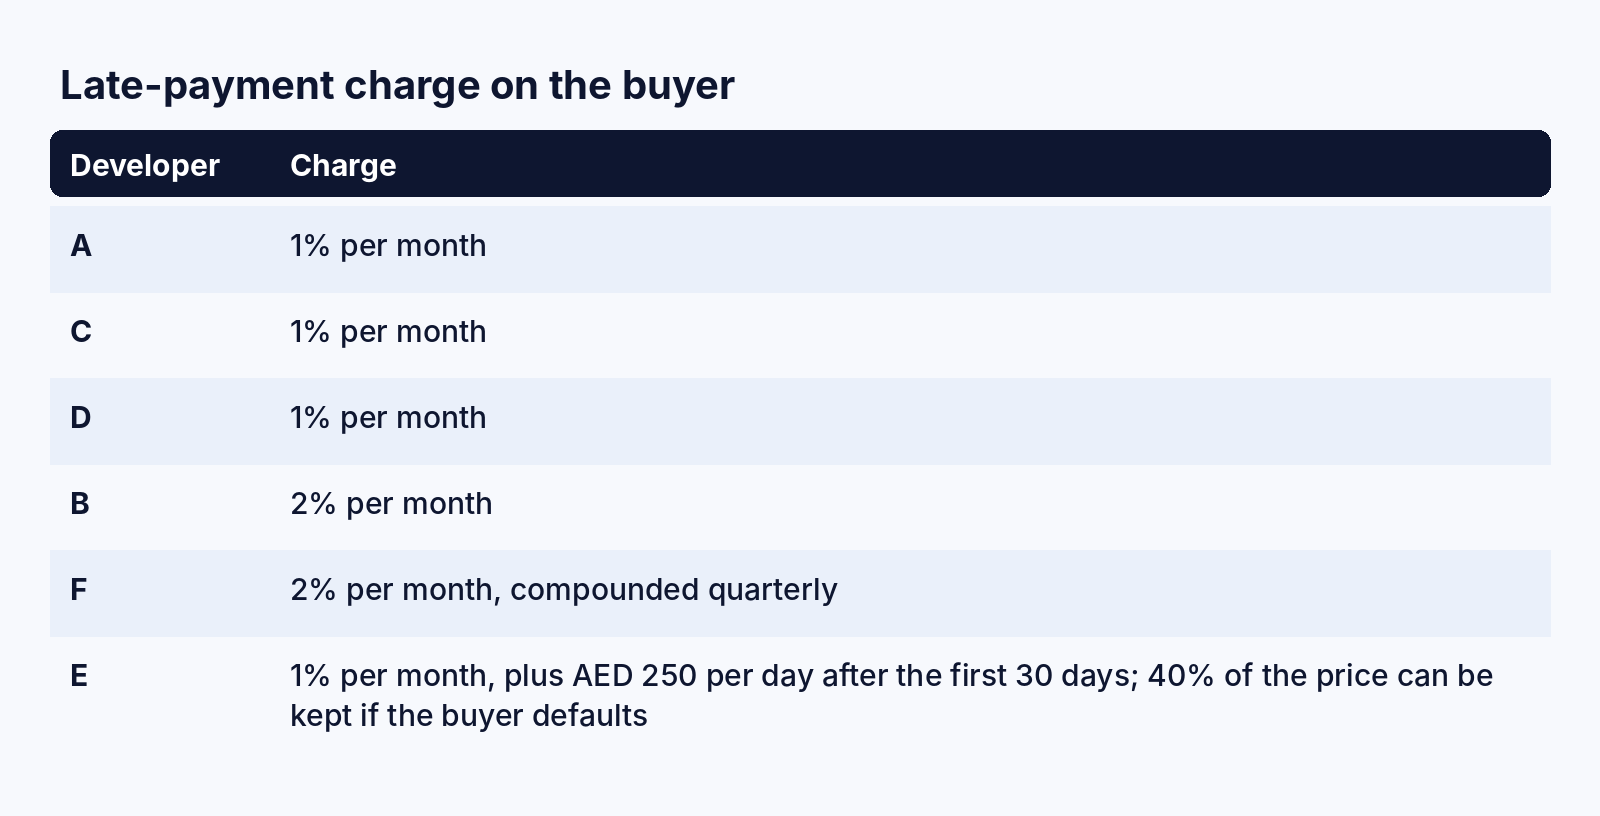 Late-payment charge on the buyer
Developer Charge
A 1% per month
C 1% per month
D 1% per month
B 2% per month
F 2% per month, compounded quarterly
E 1% per month, plus AED 250 per day after the first 30 days; 40% of the price can be
kept if the buyer defaults